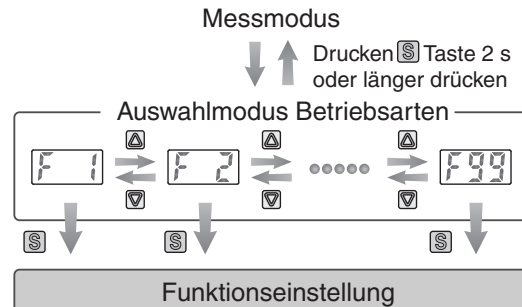 Messmodus
Drucken S Taste 2 s
oder länger drücken
Auswahlmodus Betriebsarten
F 1 F 2 F99
S S S
Funktionseinstellung